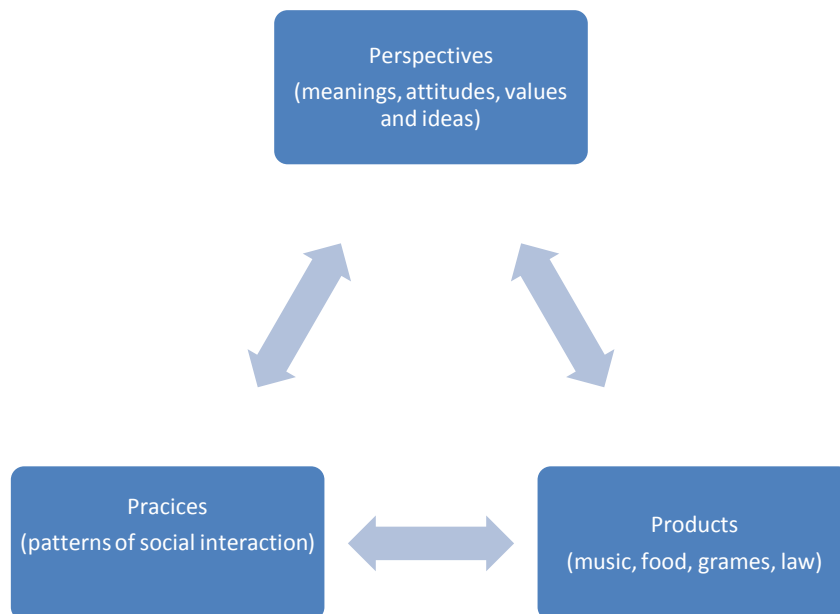 Perspectives
(meanings, attitudes, values
and ideas)
Pracices
(patterns of social interaction)
Products
(music, food, grames, law)